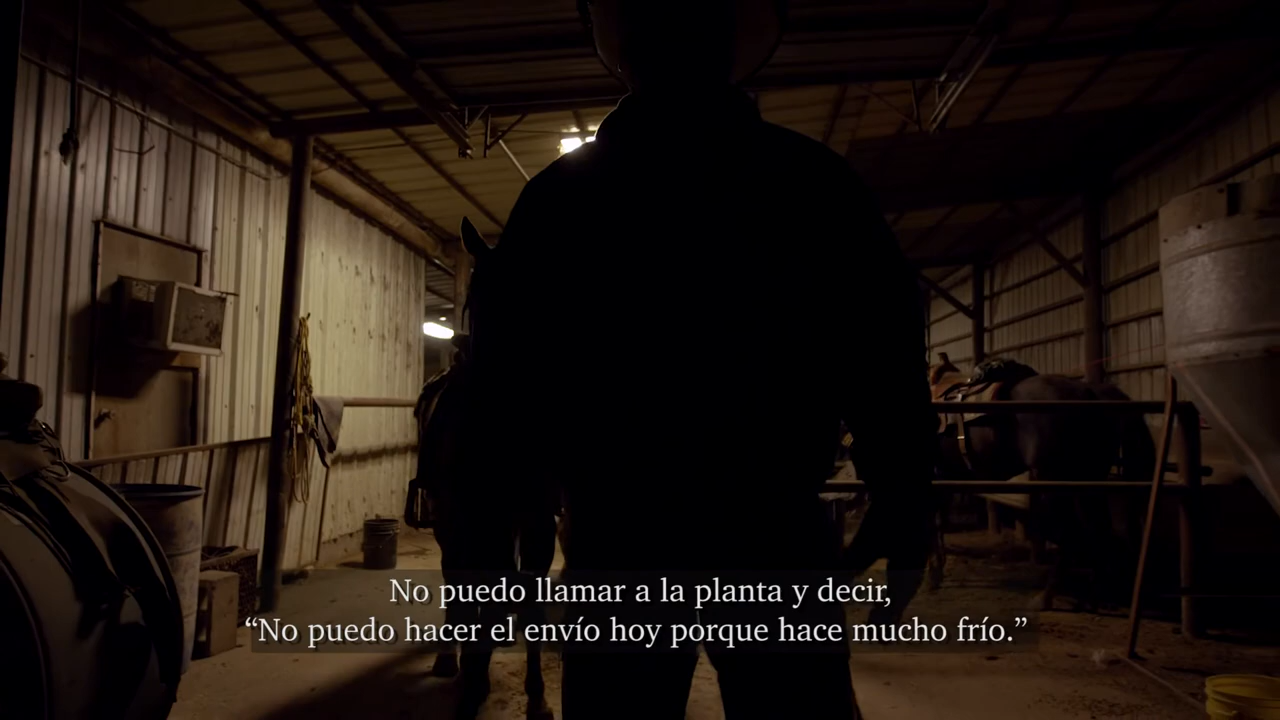 No puedo llamar a la planta y decir,
“No puedo hacer el envío hoy porque hace mucho frío.”